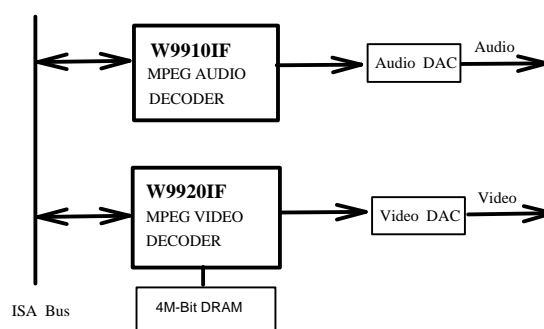 W9910IF
MPEG AUDIO
DECODER
Audio DAC
Audio
W9920IF
MPEG VIDEO
DECODER
Video DAC
Video
4M-Bit DRAM
ISA Bus